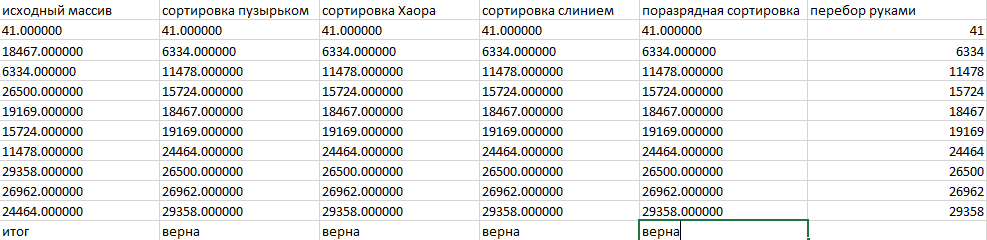 исходный массив сортировка пузырьком сортировка Хаора сортировка слинием поразрядная сортировка перебор руками
41.000000 41.000000 41.000000 41.000000 41.000000 41
18467.000000 6334.000000 6334.000000 6334.000000 6334.000000 6334
6334.000000 11478.000000 11478.000000 11478.000000 11478.000000 11478
26500.000000 15724.000000 15724.000000 15724.000000 15724.000000 15724
19169.000000 18467.000000 18467.000000 18467.000000 18467.000000 18467
15724.000000 19169.000000 19169.000000 19169.000000 19169.000000 19169
11478.000000 24464.000000 24464.000000 24464.000000 24464.000000 24464
29358.000000 26500.000000 26500.000000 26500.000000 26500.000000 26500
26962.000000 26962.000000 26962.000000 26962.000000 26962.000000 26962
24464.000000 29358.000000 29358.000000 29358.000000 29358.000000 29358
итог верна верна верна верна